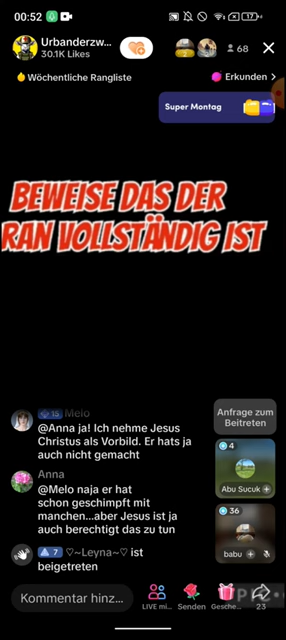 00:52
17
Urbanderzw...
30.1K Likes
68
Wöchentliche Rangliste
Erkunden >
Super Montag
BEWEISE DAS DER
RAN VOLLSTÄNDIG IST
15 Melo
@Anna ja! Ich nehme Jesus
Christus als Vorbild. Er hats ja
auch nicht gemacht
Anna
@Melo naja er hat
schon geschimpft mit
manchen...aber Jesus ist ja
auch berechtigt das zu tun
7 ♡~Leyna~♡ ist
beigetreten
Anfrage zum
Beitreten
4
Abu Sucuk +
36
babu +
Kommentar hinz...
LIVE mi...
Senden
Gesche...
23